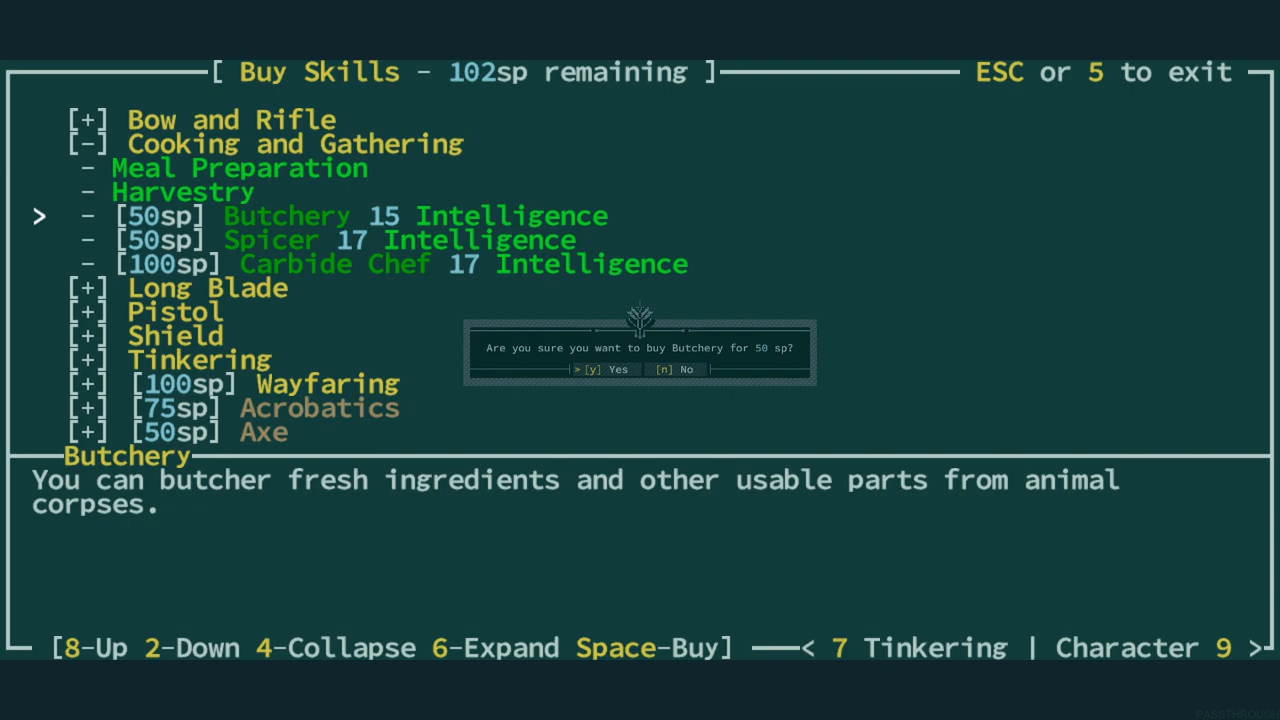 [ Buy Skills - 102sp remaining ] ESC or 5 to exit
[+] Bow and Rifle
[-] Cooking and Gathering
- Meal Preparation
- Harvestry
> - [50sp] Butchery 15 Intelligence
- [50sp] Spicer 17 Intelligence
- [100sp] Carbide Chef 17 Intelligence
[+] Long Blade
[+] Pistol
[+] Shield
[+] Tinkering
[+] [100sp] Wayfaring
[+] [75sp] Acrobatics
[+] [50sp] Axe
Are you sure you want to buy Butchery for 50 sp?
> [y] Yes [n] No
Butchery
You can butcher fresh ingredients and other usable parts from animal
corpses.
[8-Up 2-Down 4-Collapse 6-Expand Space-Buy] < 7 Tinkering | Character 9 >